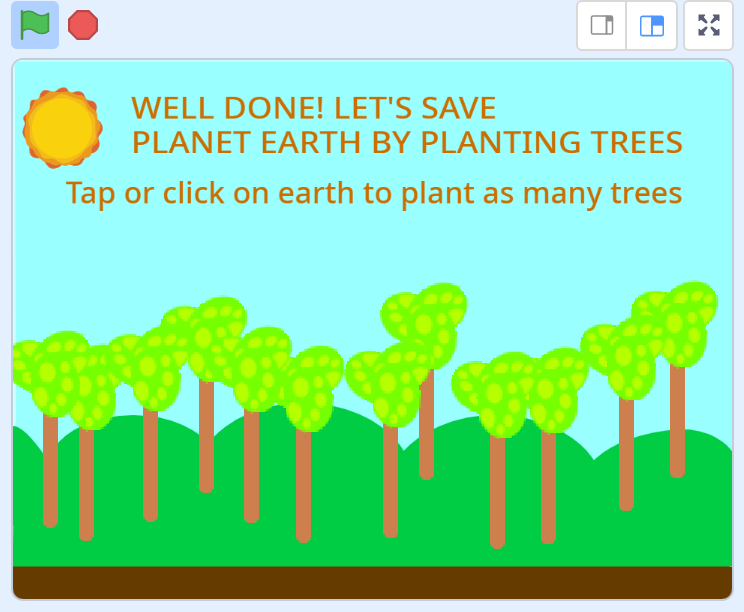 WELL DONE! LET'S SAVE
PLANET EARTH BY PLANTING TREES
Tap or click on earth to plant as many trees